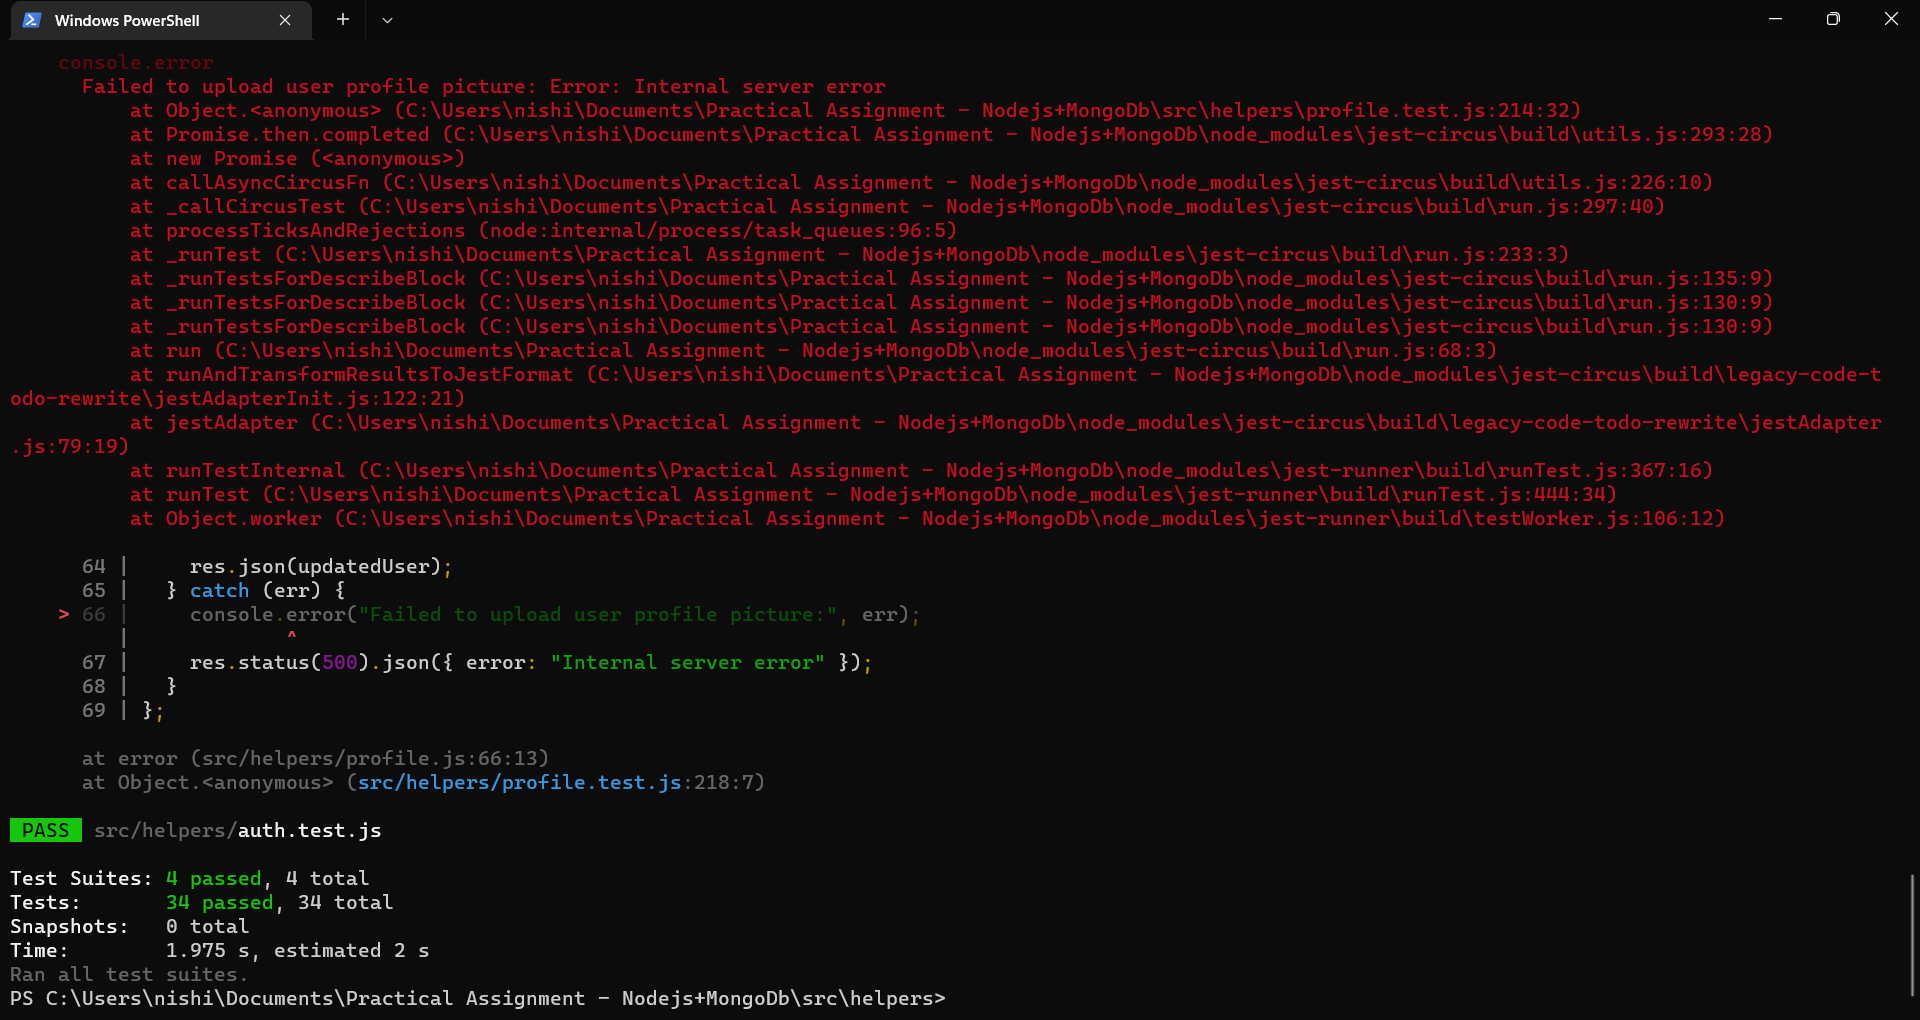 Windows PowerShell
console.error
Failed to upload user profile picture: Error: Internal server error
at Object.<anonymous> (C:\Users\nishi\Documents\Practical Assignment - Nodejs+MongoDb\src\helpers\profile.test.js:214:32)
at Promise.then.completed (C:\Users\nishi\Documents\Practical Assignment - Nodejs+MongoDb\node_modules\jest-circus\build\utils.js:293:28)
at new Promise (<anonymous>)
at callAsyncCircusFn (C:\Users\nishi\Documents\Practical Assignment - Nodejs+MongoDb\node_modules\jest-circus\build\utils.js:226:10)
at _callCircusTest (C:\Users\nishi\Documents\Practical Assignment - Nodejs+MongoDb\node_modules\jest-circus\build\run.js:297:40)
at processTicksAndRejections (node:internal/process/task_queues:96:5)
at _runTest (C:\Users\nishi\Documents\Practical Assignment - Nodejs+MongoDb\node_modules\jest-circus\build\run.js:233:3)
at _runTestsForDescribeBlock (C:\Users\nishi\Documents\Practical Assignment - Nodejs+MongoDb\node_modules\jest-circus\build\run.js:135:9)
at _runTestsForDescribeBlock (C:\Users\nishi\Documents\Practical Assignment - Nodejs+MongoDb\node_modules\jest-circus\build\run.js:130:9)
at _runTestsForDescribeBlock (C:\Users\nishi\Documents\Practical Assignment - Nodejs+MongoDb\node_modules\jest-circus\build\run.js:130:9)
at run (C:\Users\nishi\Documents\Practical Assignment - Nodejs+MongoDb\node_modules\jest-circus\build\run.js:68:3)
at runAndTransformResultsToJestFormat (C:\Users\nishi\Documents\Practical Assignment - Nodejs+MongoDb\node_modules\jest-circus\build\legacy-code-t
odo-rewrite\jestAdapterInit.js:122:21)
at jestAdapter (C:\Users\nishi\Documents\Practical Assignment - Nodejs+MongoDb\node_modules\jest-circus\build\legacy-code-todo-rewrite\jestAdapter
.js:79:19)
at runTestInternal (C:\Users\nishi\Documents\Practical Assignment - Nodejs+MongoDb\node_modules\jest-runner\build\runTest.js:367:16)
at runTest (C:\Users\nishi\Documents\Practical Assignment - Nodejs+MongoDb\node_modules\jest-runner\build\runTest.js:444:34)
at Object.worker (C:\Users\nishi\Documents\Practical Assignment - Nodejs+MongoDb\node_modules\jest-runner\build\testWorker.js:106:12)
64 |     res.json(updatedUser);
65 |   } catch (err) {
> 66 |     console.error("Failed to upload user profile picture:", err);
|             ^
67 |     res.status(500).json({ error: "Internal server error" });
68 |   }
69 | };
at error (src/helpers/profile.js:66:13)
at Object.<anonymous> (src/helpers/profile.test.js:218:7)
PASS src/helpers/auth.test.js
Test Suites: 4 passed, 4 total
Tests:       34 passed, 34 total
Snapshots:   0 total
Time:        1.975 s, estimated 2 s
Ran all test suites.
PS C:\Users\nishi\Documents\Practical Assignment - Nodejs+MongoDb\src\helpers>